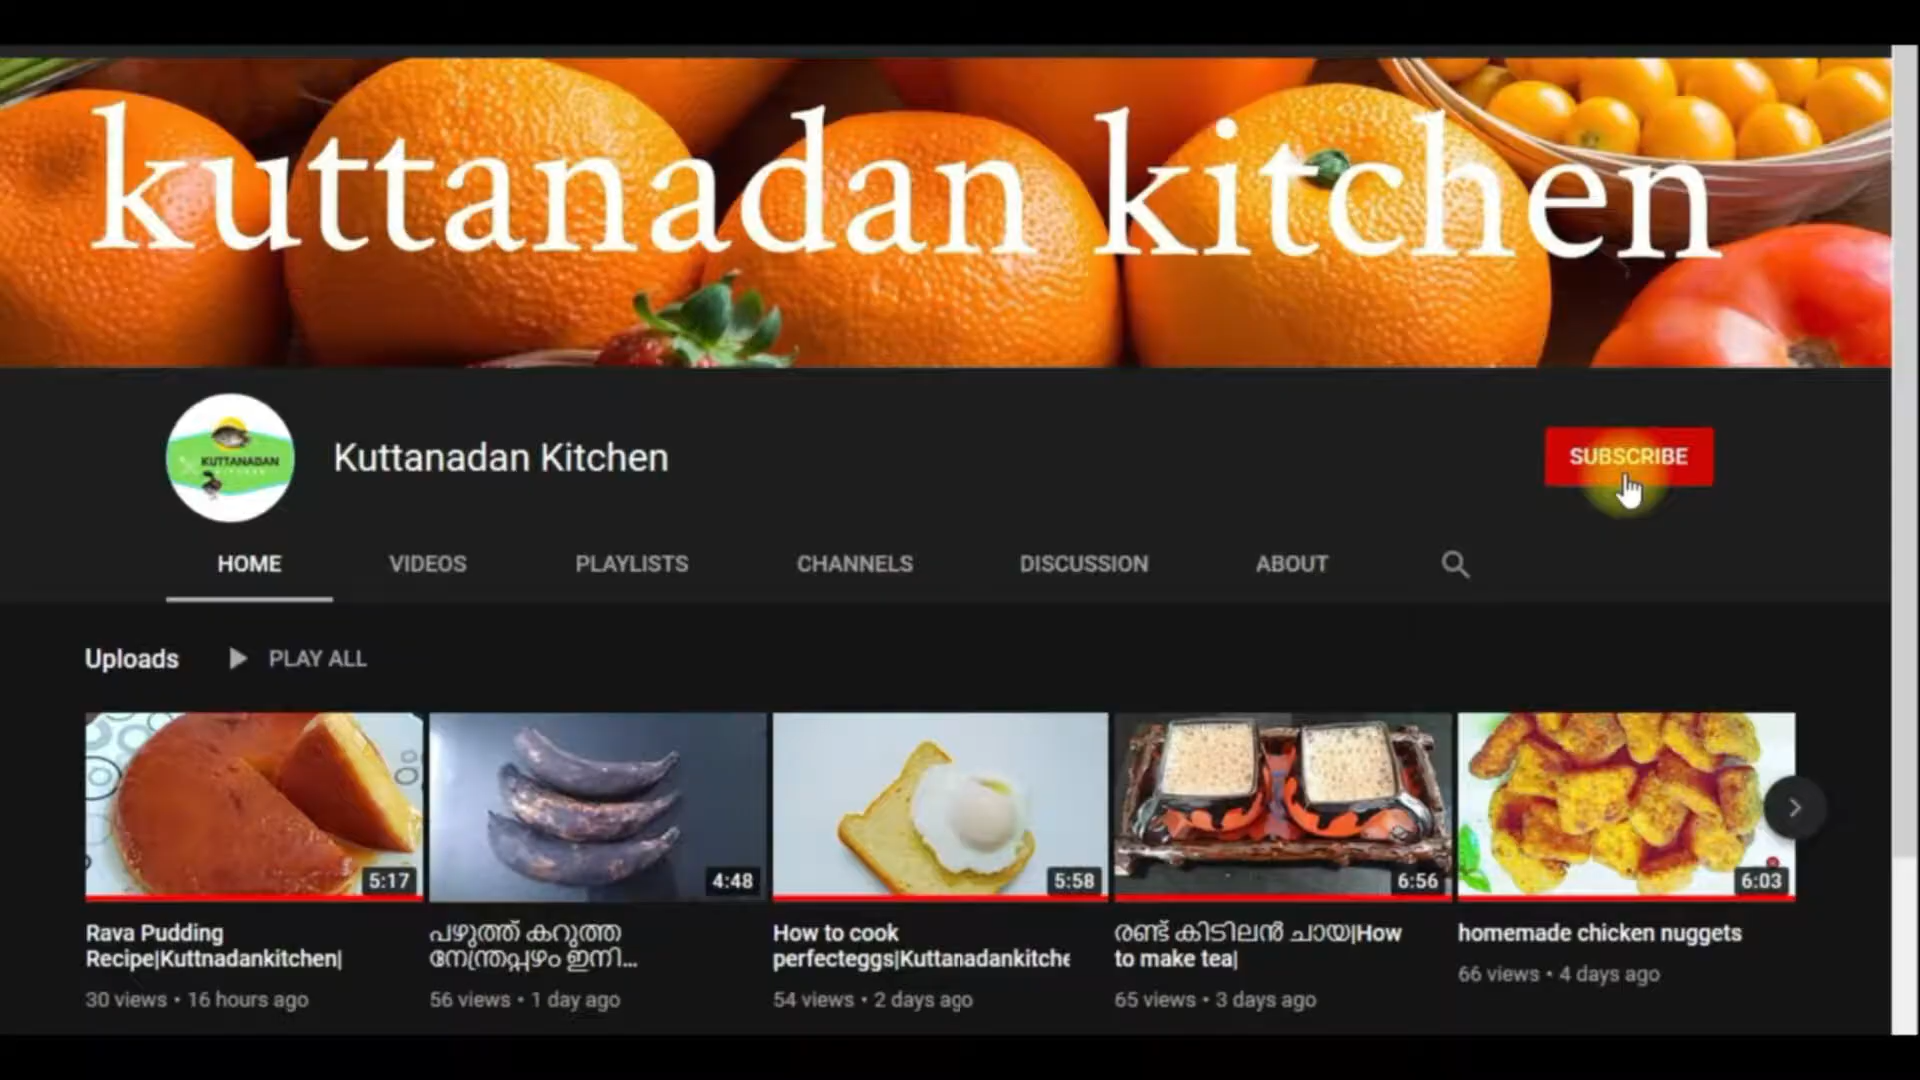 kuttanadan kitchen
KUTTANADAN
Kuttanadan Kitchen
SUBSCRIBE
HOME
VIDEOS
PLAYLISTS
CHANNELS
DISCUSSION
ABOUT
Uploads
PLAY ALL
5:17
4:48
5:58
6:56
6:03
Rava Pudding
Recipe|Kuttnadankitchen|
30 views • 16 hours ago
പഴുത്ത് കറുത്ത
നേന്ത്രപ്പഴം ഇനി...
56 views • 1 day ago
How to cook
perfecteggs|Kuttanadankitche
54 views • 2 days ago
രണ്ട് കിടിലൻ ചായ|How
to make tea|
65 views • 3 days ago
homemade chicken nuggets
66 views • 4 days ago